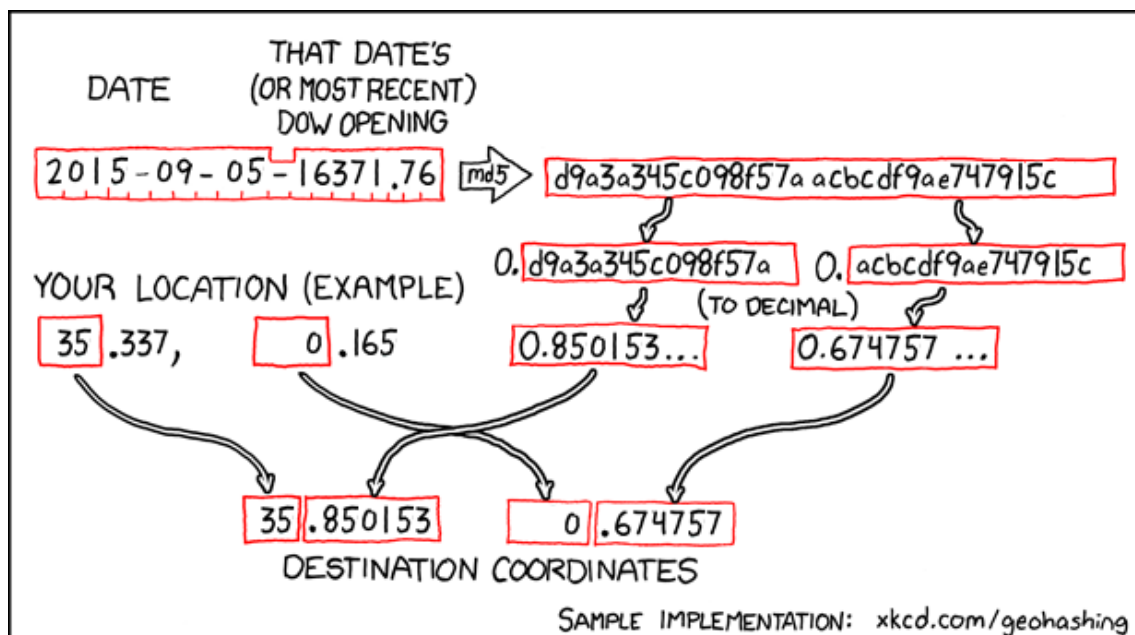 DATE
THAT DATE'S
(OR MOST RECENT)
DOW OPENING
2015-09-05-16371.76
md5
d9a3a345c098f57aacbcdf9ae747915c
0.d9a3a345c098f57a
0.acbcdf9ae747915c
YOUR LOCATION (EXAMPLE)
(TO DECIMAL)
35.337, 0.165
0.850153...
0.674757...
35.850153
0.674757
DESTINATION COORDINATES
SAMPLE IMPLEMENTATION: xkcd.com/geohashing